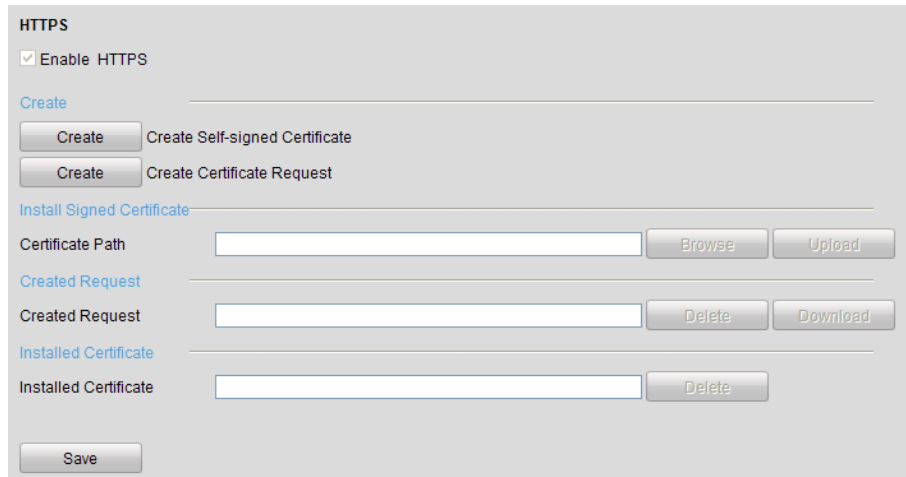 HTTPS
Enable HTTPS
Create
Create Create Self-signed Certificate
Create Create Certificate Request
Install Signed Certificate
Certificate Path Browse Upload
Created Request
Created Request Delete Download
Installed Certificate
Installed Certificate Delete
Save